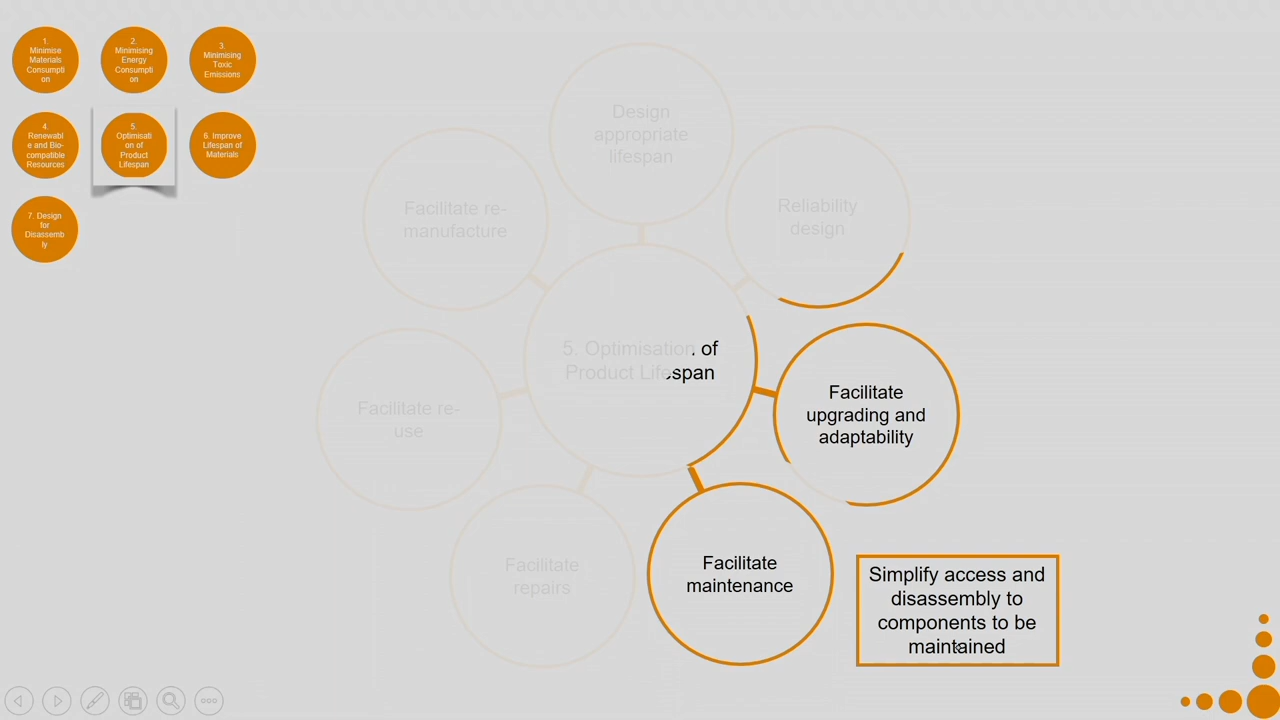 1.
Minimise
Materials
Consumpti
on
2.
Minimising
Energy
Consumpti
on
3.
Minimising
Toxic
Emissions
4.
Renewabl
e and Bio-
compatible
Resources
5.
Optimisati
on of
Product
Lifespan
6. Improve
Lifespan of
Materials
7. Design
for
Disassemb
ly
Design
appropriate
lifespan
Reliability
design
Facilitate re-
manufacture
5. Optimisation of
Product Lifespan
Facilitate
upgrading and
adaptability
Facilitate re-
use
Facilitate
maintenance
Facilitate
repairs
Simplify access and
disassembly to
components to be
maintained